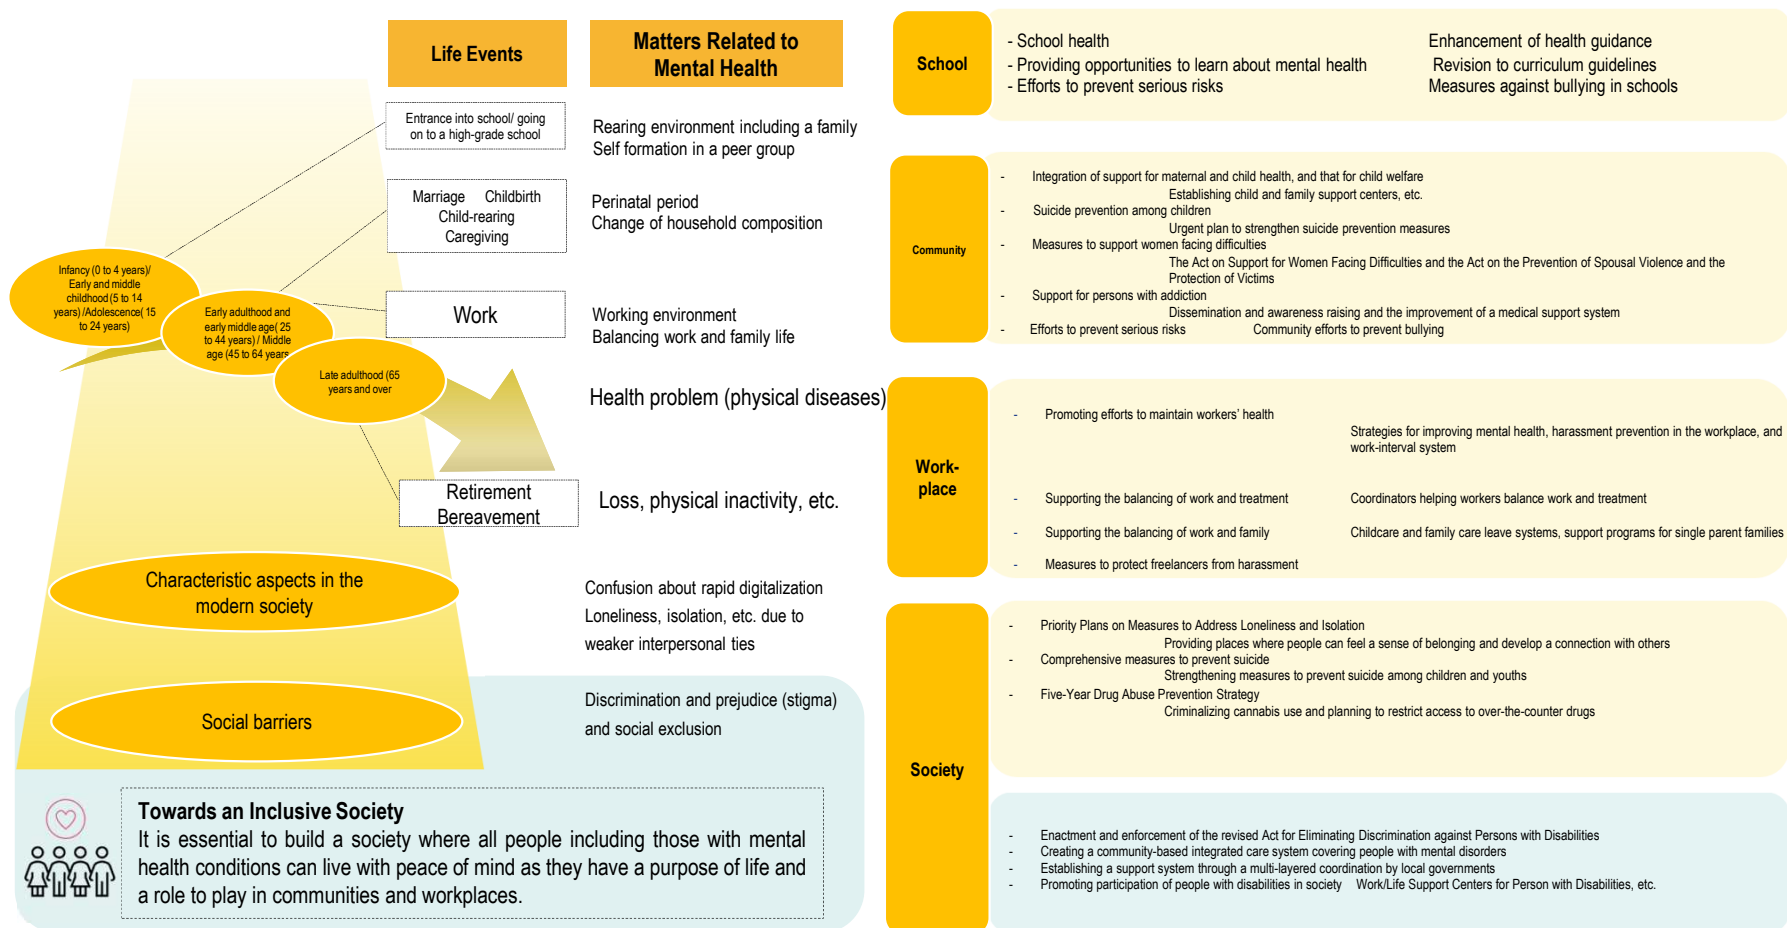 Life Events
Matters Related to
Mental Health
Entrance into school/ going
on to a high-grade school
Rearing environment including a family
Self formation in a peer group
Marriage Childbirth
Child-rearing
Caregiving
Perinatal period
Change of household composition
Infancy (0 to 4 years)/
Early and middle
childhood (5 to 14
years) /Adolescence( 15
to 24 years)
Early adulthood and
early middle age( 25
to 44 years) / Middle
age (45 to 64 years
Work
Working environment
Balancing work and family life
Late adulthood (65
years and over
Health problem (physical diseases)
Retirement
Bereavement
Loss, physical inactivity, etc.
Characteristic aspects in the
modern society
Confusion about rapid digitalization
Loneliness, isolation, etc. due to
weaker interpersonal ties
Social barriers
Discrimination and prejudice (stigma)
and social exclusion
Towards an Inclusive Society
It is essential to build a society where all people including those with mental
health conditions can live with peace of mind as they have a purpose of life and
a role to play in communities and workplaces.
School
- School health Enhancement of health guidance
- Providing opportunities to learn about mental health Revision to curriculum guidelines
- Efforts to prevent serious risks Measures against bullying in schools
Community
- Integration of support for maternal and child health, and that for child welfare
Establishing child and family support centers, etc.
- Suicide prevention among children
Urgent plan to strengthen suicide prevention measures
- Measures to support women facing difficulties
The Act on Support for Women Facing Difficulties and the Act on the Prevention of Spousal Violence and the
Protection of Victims
- Support for persons with addiction
Dissemination and awareness raising and the improvement of a medical support system
- Efforts to prevent serious risks Community efforts to prevent bullying
Work-
place
- Promoting efforts to maintain workers' health
Strategies for improving mental health, harassment prevention in the workplace, and
work-interval system
- Supporting the balancing of work and treatment Coordinators helping workers balance work and treatment
- Supporting the balancing of work and family Childcare and family care leave systems, support programs for single parent families
- Measures to protect freelancers from harassment
Society
- Priority Plans on Measures to Address Loneliness and Isolation
Providing places where people can feel a sense of belonging and develop a connection with others
- Comprehensive measures to prevent suicide
Strengthening measures to prevent suicide among children and youths
- Five-Year Drug Abuse Prevention Strategy
Criminalizing cannabis use and planning to restrict access to over-the-counter drugs
- Enactment and enforcement of the revised Act for Eliminating Discrimination against Persons with Disabilities
- Creating a community-based integrated care system covering people with mental disorders
- Establishing a support system through a multi-layered coordination by local governments
- Promoting participation of people with disabilities in society Work/Life Support Centers for Person with Disabilities, etc.